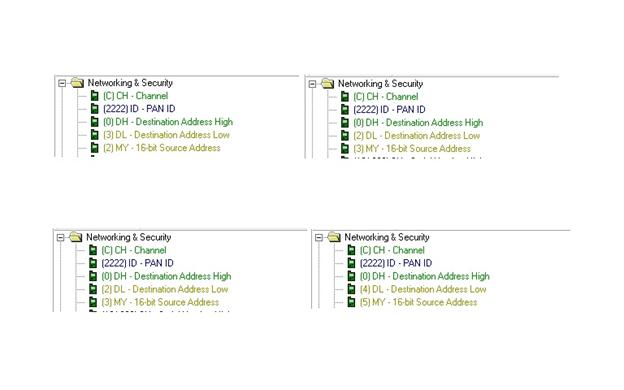 Networking & Security
(C) CH - Channel
(2222) ID - PAN ID
(0) DH - Destination Address High
(3) DL - Destination Address Low
(2) MY - 16-bit Source Address
Networking & Security
(C) CH - Channel
(2222) ID - PAN ID
(0) DH - Destination Address High
(2) DL - Destination Address Low
(3) MY - 16-bit Source Address
Networking & Security
(C) CH - Channel
(2222) ID - PAN ID
(0) DH - Destination Address High
(2) DL - Destination Address Low
(3) MY - 16-bit Source Address
Networking & Security
(C) CH - Channel
(2222) ID - PAN ID
(0) DH - Destination Address High
(4) DL - Destination Address Low
(5) MY - 16-bit Source Address